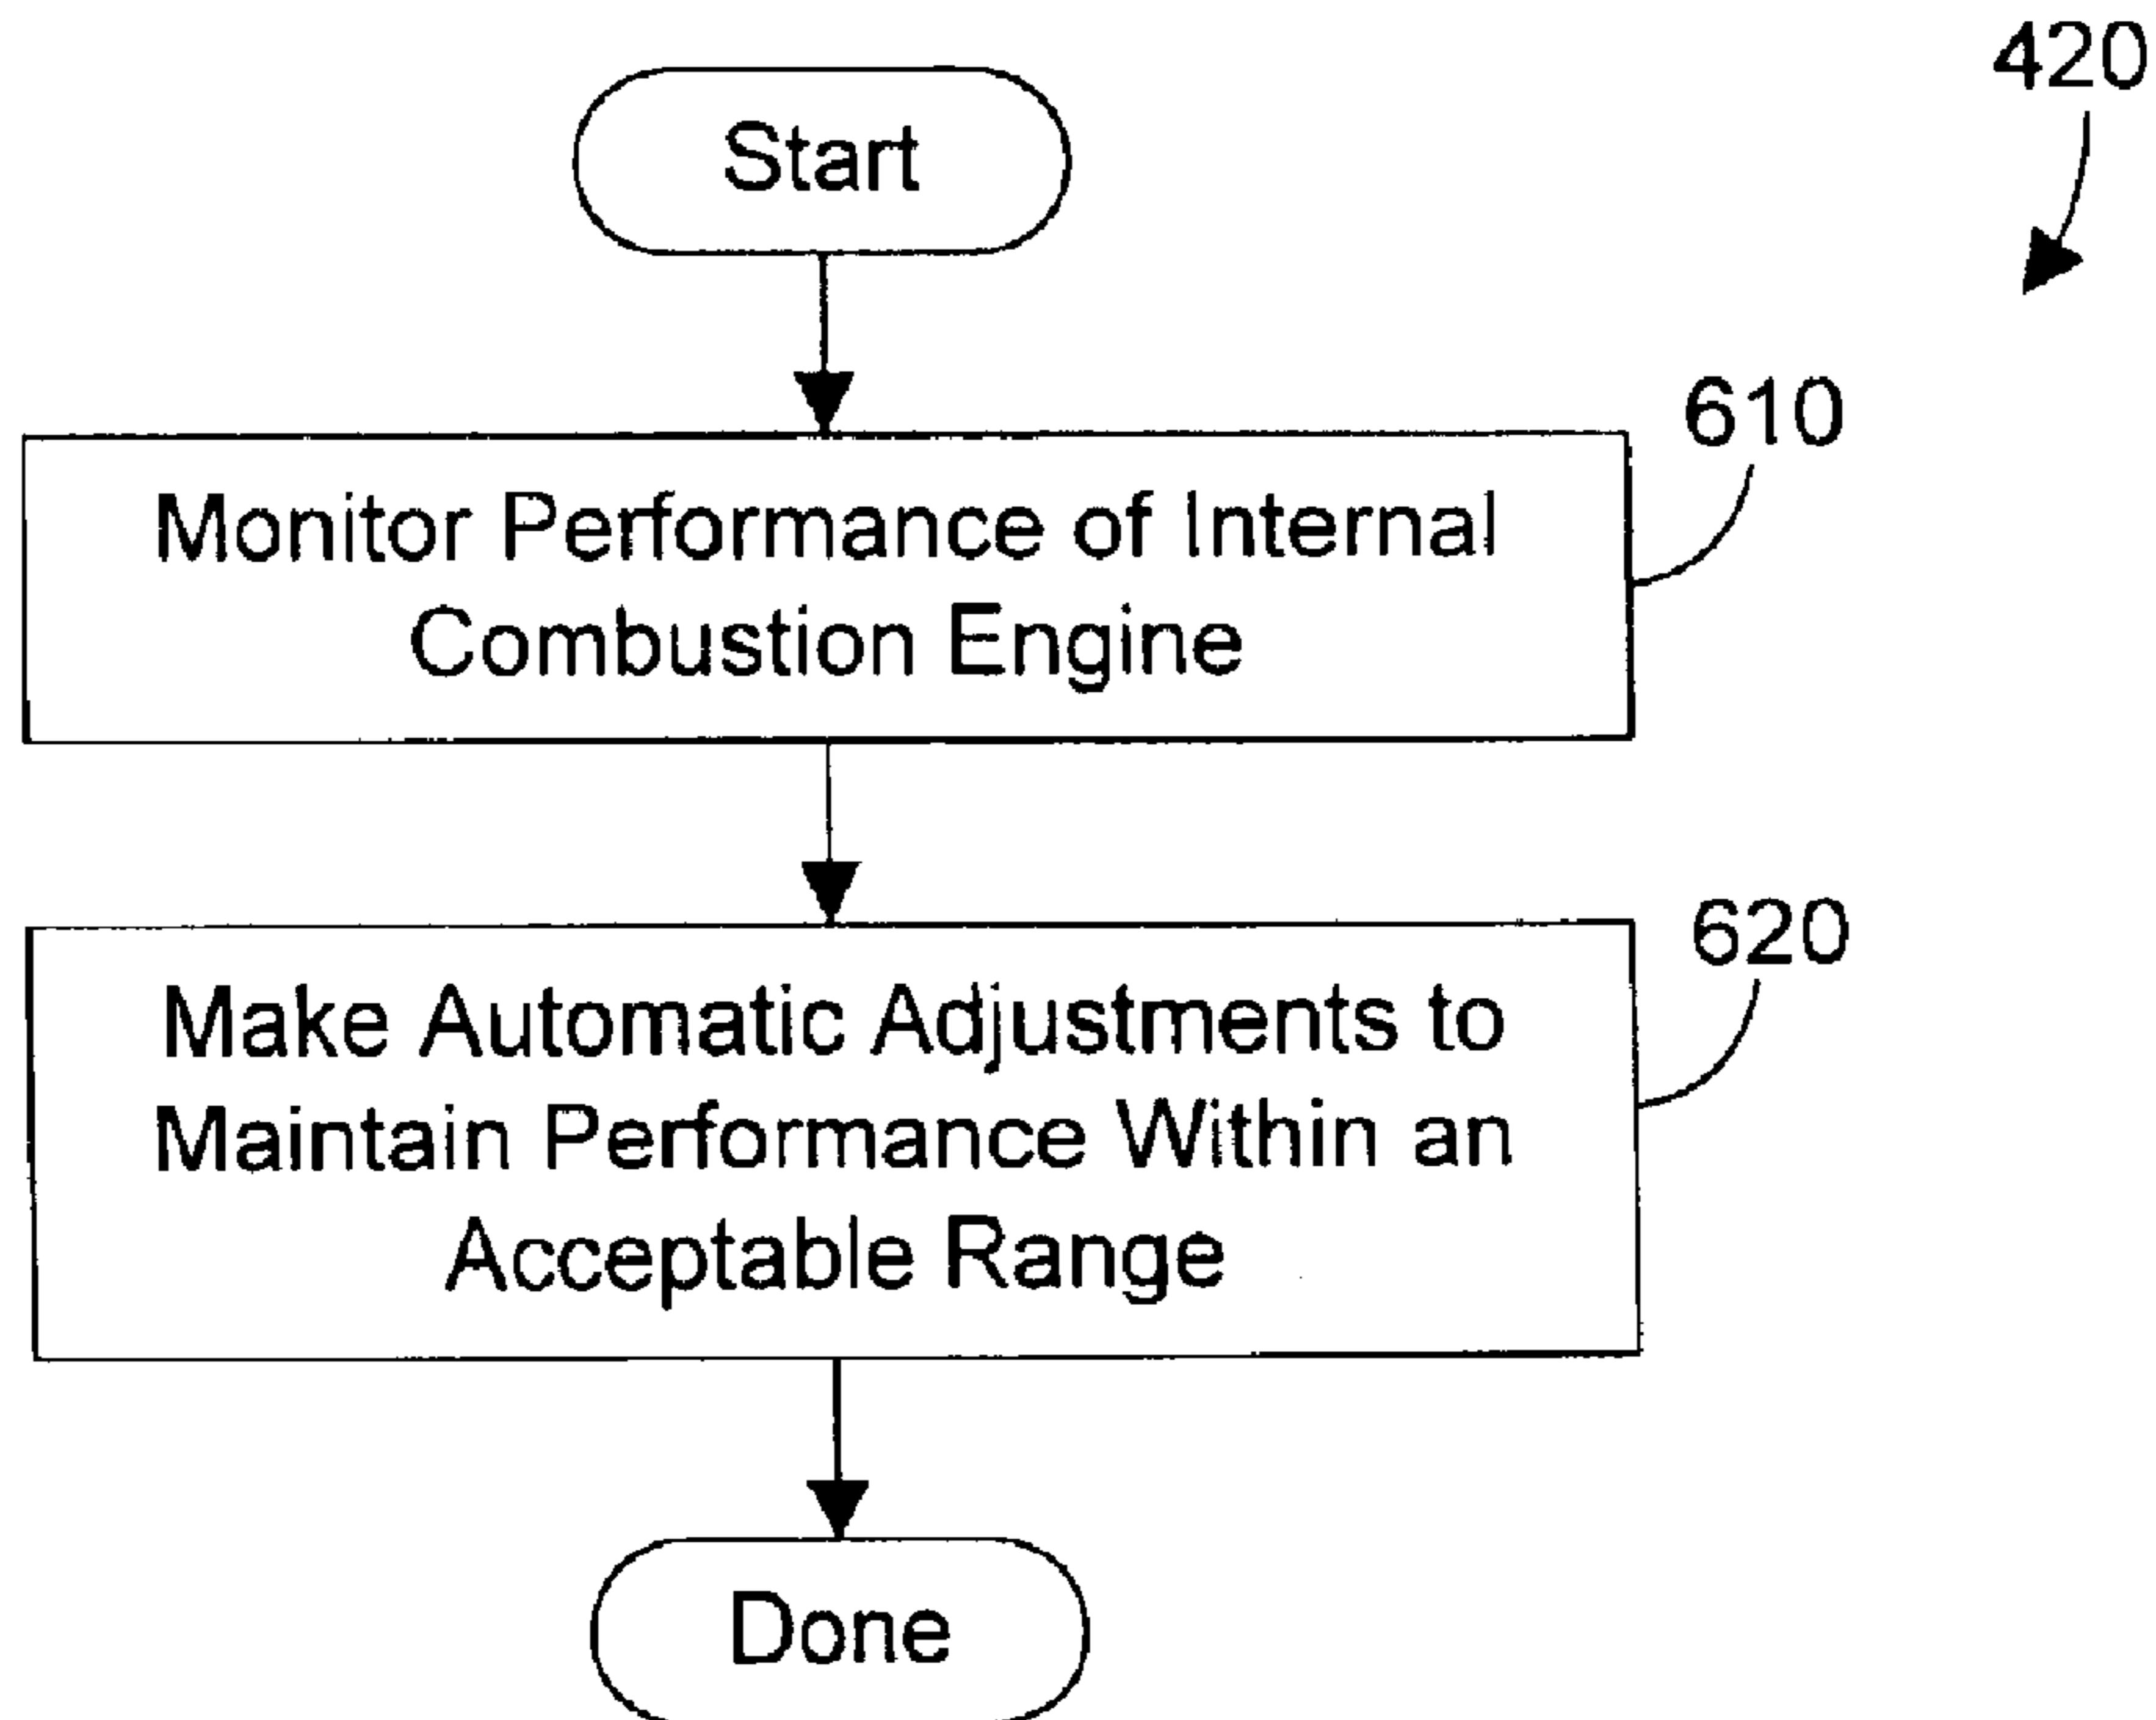 420
Start
610
Monitor Performance of Internal
Combustion Engine
620
Make Automatic Adjustments to
Maintain Performance Within an
Acceptable Range
Done